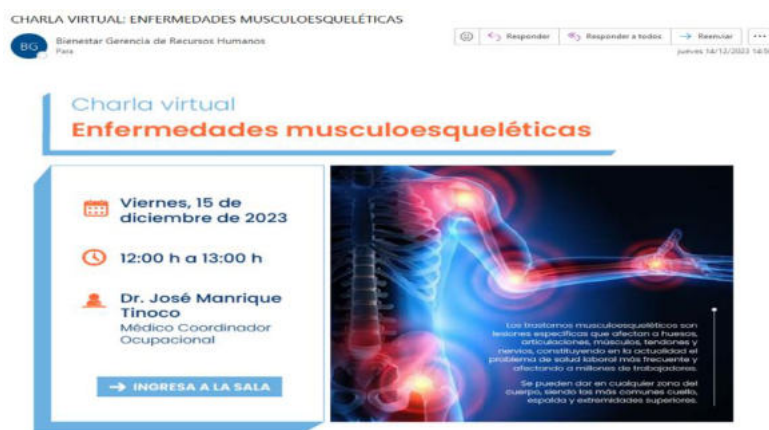 CHARLA VIRTUAL: ENFERMEDADES MUSCULOESQUELÉTICAS
BG
Bienestar Gerencia de Recursos Humanos
Para
Responder
Responder a todos
Reenviar
...
jueves 14/12/2023
Charla virtual
Enfermedades musculoesqueléticas
Viernes, 15 de
diciembre de 2023
12:00 h a 13:00 h
Dr. José Manrique
Tinoco
Médico Coordinador
Ocupacional
→ INGRESA A LA SALA
Los trastornos musculoesqueléticos son
lesiones específicas que afectan a huesos,
articulaciones, músculos, tendones y
nervios, constituyendo en la actualidad el
problema de salud laboral más frecuente y
afectando a millones de trabajadores.
Se pueden dar en cualquier zona del
cuerpo, siendo las más comunes cuello,
espalda y extremidades superiores.